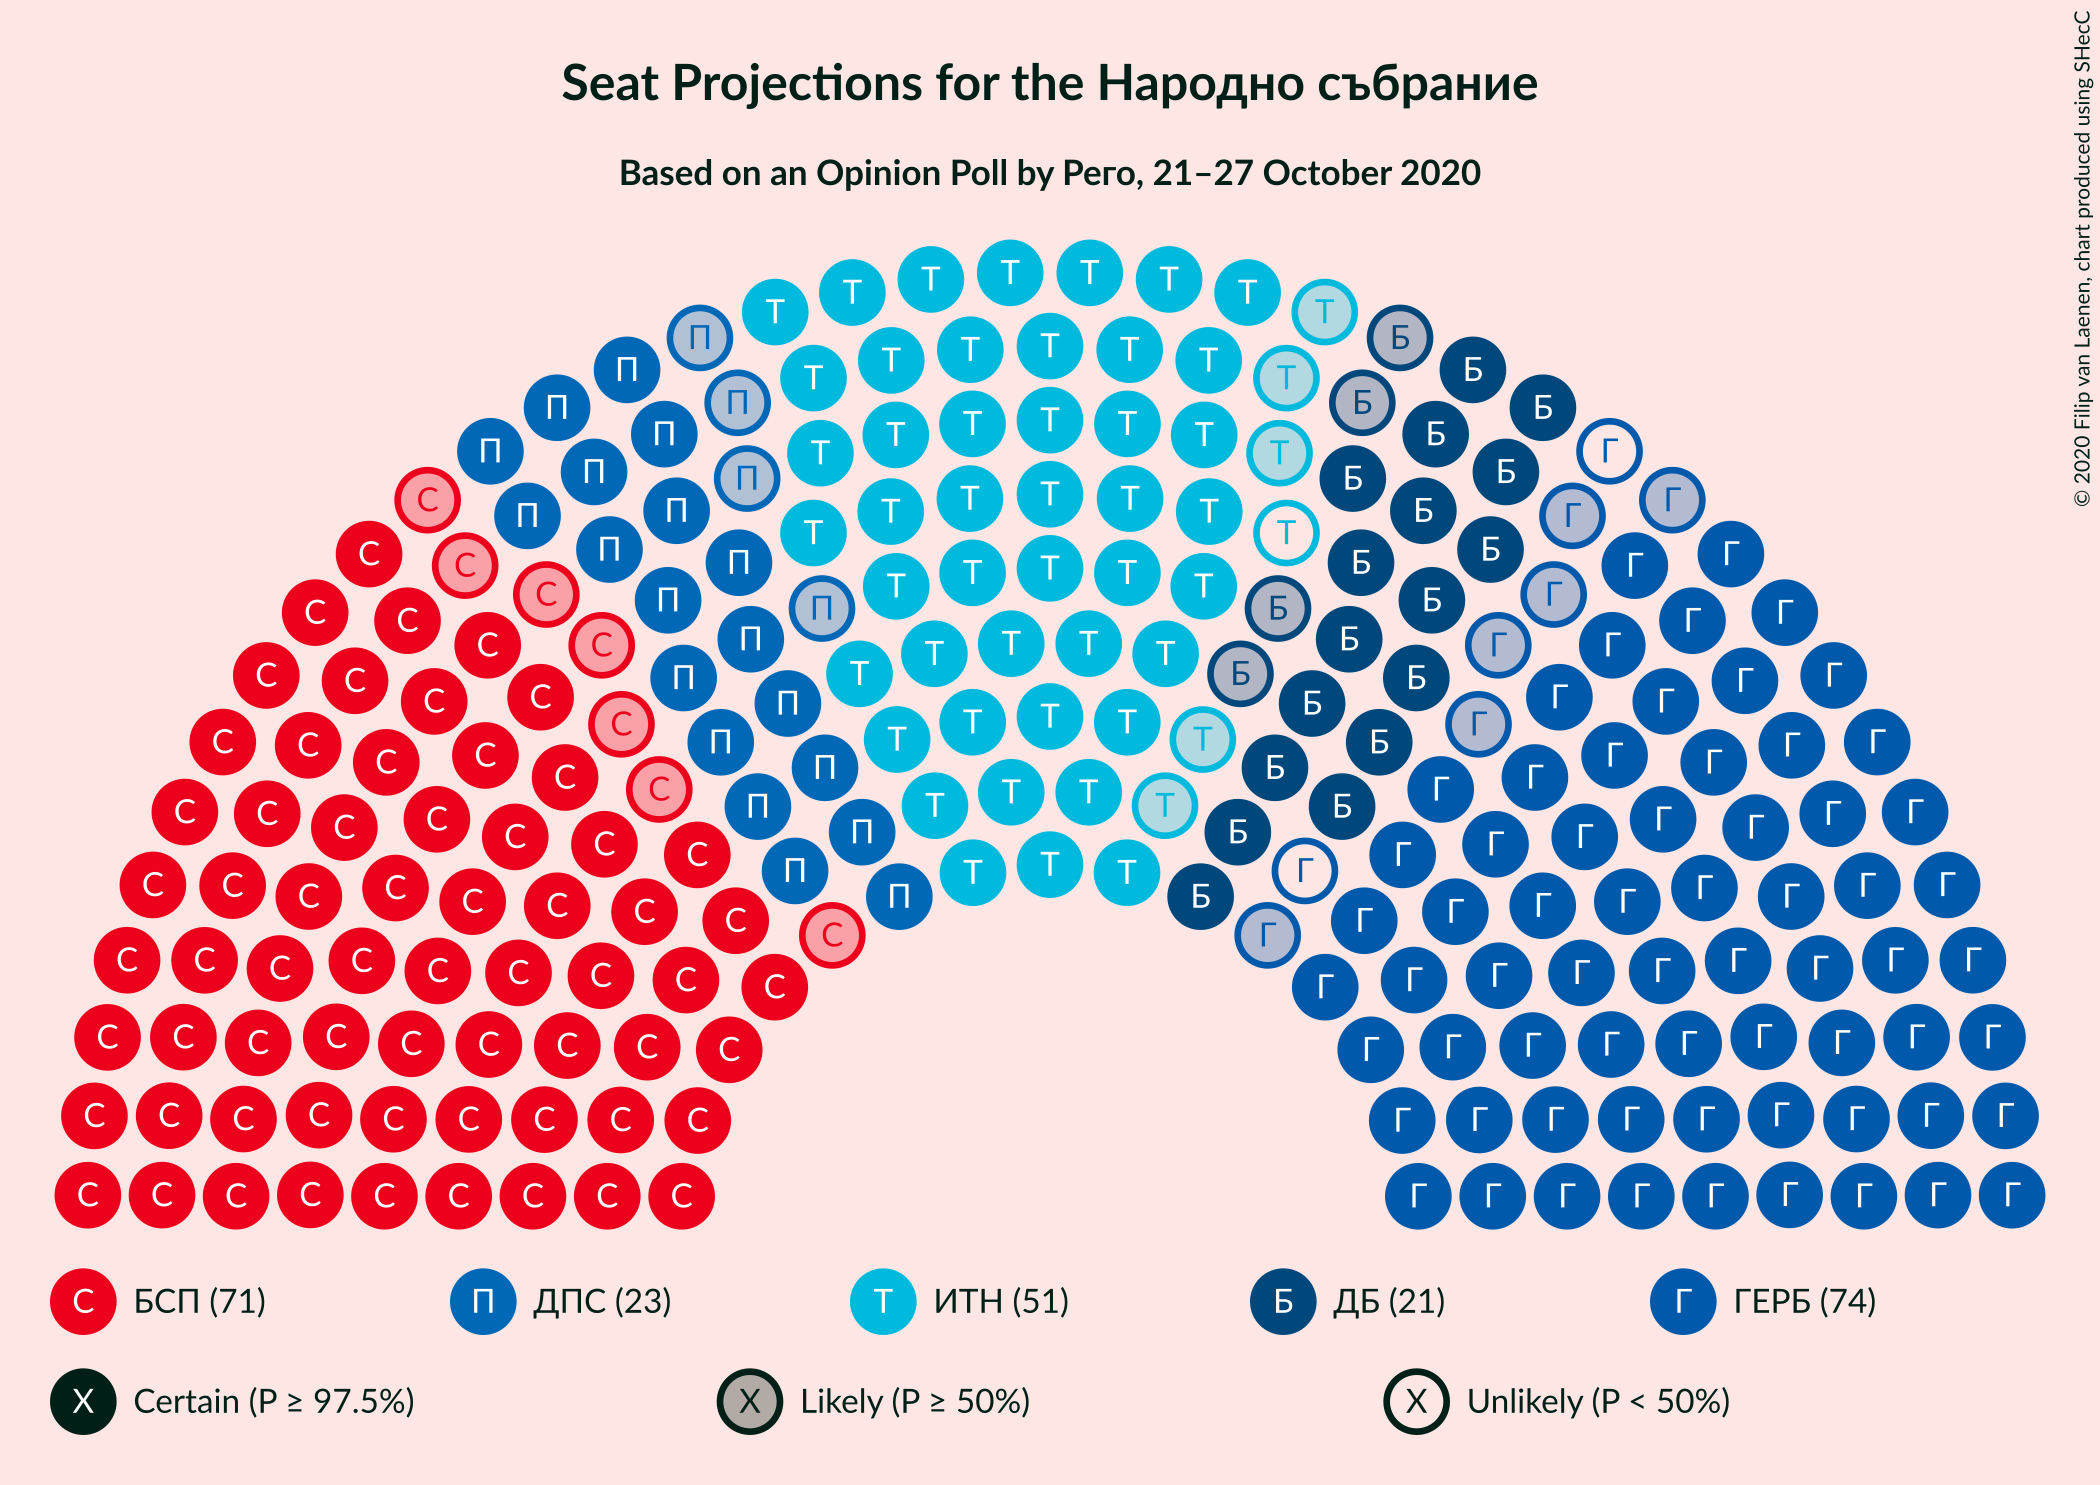 Seat Projections for the Народно събрание
Based on an Opinion Poll by Рего, 21–27 October 2020
© 2020 Filip van Laenen, chart produced using SHecC
С БСП (71) П ДПС (23) Т ИТН (51) Б ДБ (21) Г ГЕРБ (74)
X Certain (P ≥ 97.5%) X Likely (P ≥ 50%) X Unlikely (P < 50%)